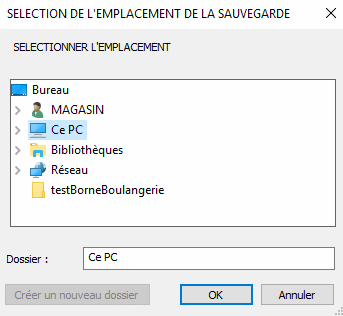 SELECTION DE L'EMPLACEMENT DE LA SAUVEGARDE
SELECTIONNER L'EMPLACEMENT
Bureau
MAGASIN
Ce PC
Bibliothèques
Réseau
testBorneBoulangerie
Dossier : Ce PC
Créer un nouveau dossier OK Annuler